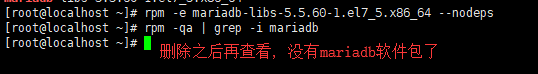 [root@localhost ~]# rpm -e mariadb-libs-5.5.60-1.el7_5.x86_64 --nodeps
[root@localhost ~]# rpm -qa | grep -i mariadb
[root@localhost ~]#
删除之后再查看，没有mariadb软件包了